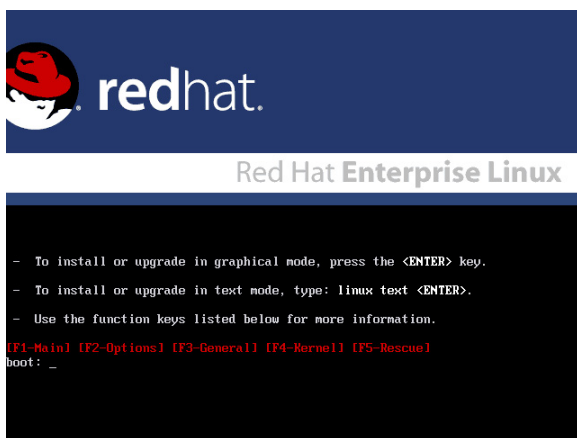 redhat.
Red Hat Enterprise Linux
- To install or upgrade in graphical mode, press the <ENTER> key.
- To install or upgrade in text mode, type: linux text <ENTER>.
- Use the function keys listed below for more information.
[F1-Main] [F2-Options] [F3-General] [F4-Kernel] [F5-Rescue]
boot: _